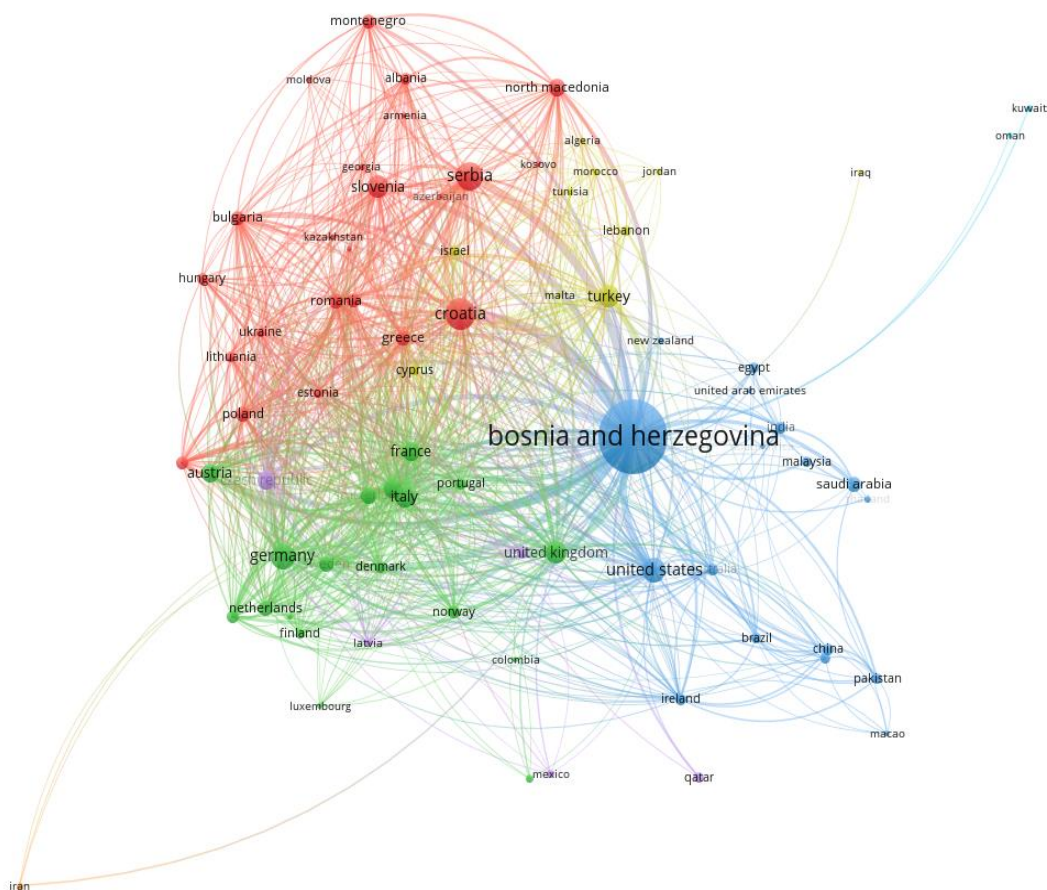 montenegro
moldova
albania
north macedonia
armenia
kuwait
oman
algeria
georgia
kosovo
serbia
morocco
jordan
iraq
slovenia
azerbaijan
tunisia
bulgaria
kazakhstan
lebanon
israel
hungary
romania
malta
turkey
croatia
ukraine
greece
new zealand
lithuania
cyprus
egypt
estonia
united arab emirates
poland
india
bosnia and herzegovina
france
malaysia
austria
portugal
saudi arabia
italy
germany
united kingdom
denmark
united states
netherlands
norway
finland
latvia
brazil
china
colombia
pakistan
ireland
luxembourg
macao
mexico
qatar
iran